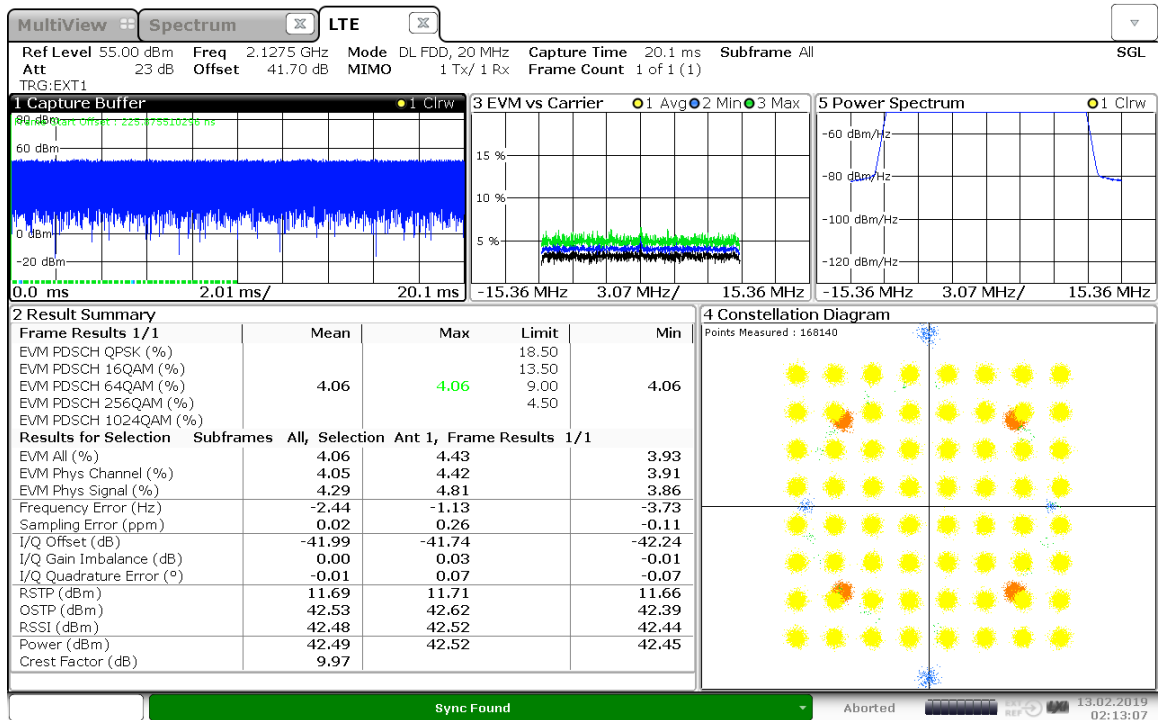 MultiView Spectrum LTE
Ref Level 55.00 dBm Freq 2.1275 GHz Mode DL FDD, 20 MHz Capture Time 20.1 ms Subframe All SGL
Att 23 dB Offset 41.70 dB MIMO 1 Tx/ 1 Rx Frame Count 1 of 1 (1)
TRG:EXT1
1 Capture Buffer 1 Clrw
80 dBm
60 dBm
0 dBm
-20 dBm
0.0 ms 2.01 ms/ 20.1 ms
3 EVM vs Carrier 1 Avg 2 Min 3 Max
15 %
10 %
5 %
-15.36 MHz 3.07 MHz/ 15.36 MHz
5 Power Spectrum 1 Clrw
-60 dBm/Hz
-80 dBm/Hz
-100 dBm/Hz
-120 dBm/Hz
-15.36 MHz 3.07 MHz/ 15.36 MHz
2 Result Summary
Frame Results 1/1 Mean Max Limit Min
EVM PDSCH QPSK (%) 18.50
EVM PDSCH 16QAM (%) 13.50
EVM PDSCH 64QAM (%) 4.06 4.06 9.00 4.06
EVM PDSCH 256QAM (%) 4.50
EVM PDSCH 1024QAM (%)
Results for Selection Subframes All, Selection Ant 1, Frame Results 1/1
EVM All (%) 4.06 4.43 3.93
EVM Phys Channel (%) 4.05 4.42 3.91
EVM Phys Signal (%) 4.29 4.81 3.86
Frequency Error (Hz) -2.44 -1.13 -3.73
Sampling Error (ppm) 0.02 0.26 -0.11
I/Q Offset (dB) -41.99 -41.74 -42.24
I/Q Gain Imbalance (dB) 0.00 0.03 -0.01
I/Q Quadrature Error (°) -0.01 0.07 -0.07
RSTP (dBm) 11.69 11.71 11.66
OSTP (dBm) 42.53 42.62 42.39
RSSI (dBm) 42.48 42.52 42.44
Power (dBm) 42.49 42.52 42.45
Crest Factor (dB) 9.97
4 Constellation Diagram
Points Measured : 168140
Sync Found Aborted 13.02.2019
02:13:07